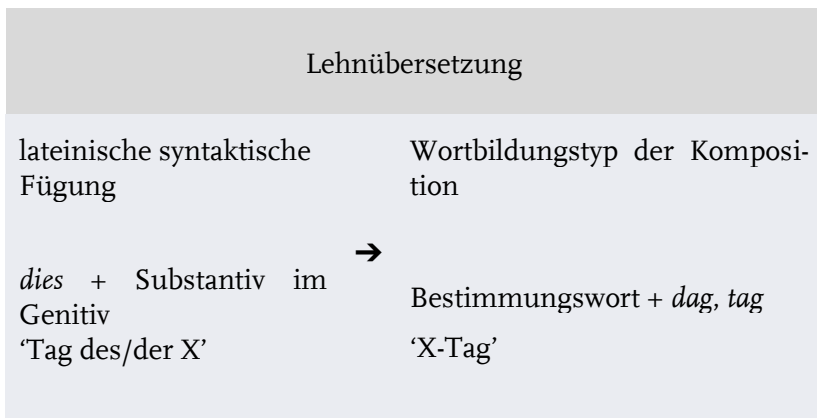 Lehnübersetzung
lateinische syntaktische
Fügung
Wortbildungstyp der Komposi-
tion
➔
dies + Substantiv im
Genitiv
‘Tag des/der X’
Bestimmungswort + dag, tag
‘X-Tag’